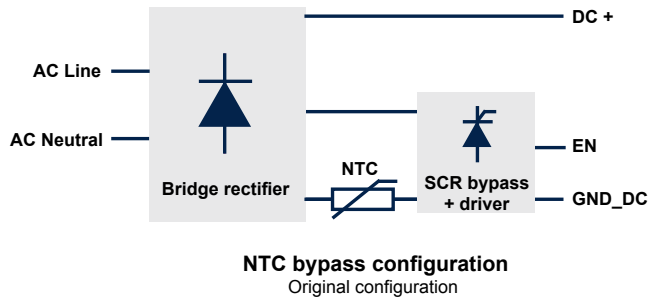 DC +
AC Line
AC Neutral
Bridge rectifier
NTC
SCR bypass
+ driver
EN
GND_DC
NTC bypass configuration
Original configuration